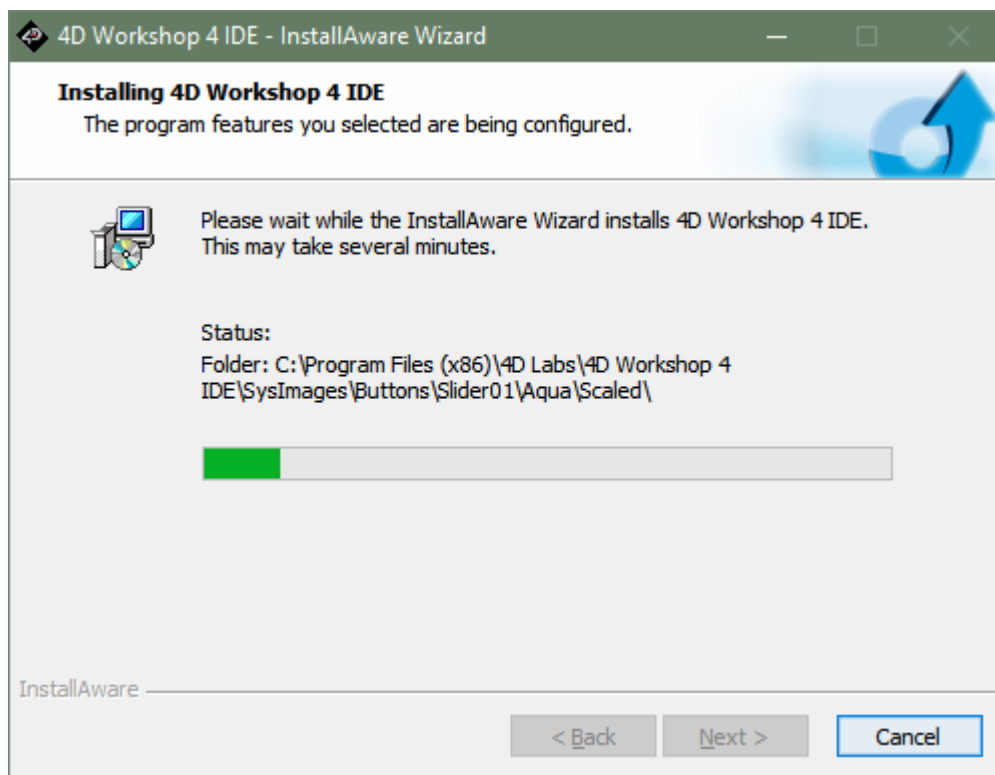 4D Workshop 4 IDE - InstallAware Wizard
Installing 4D Workshop 4 IDE
The program features you selected are being configured.
Please wait while the InstallAware Wizard installs 4D Workshop 4 IDE.
This may take several minutes.
Status:
Folder: C:\Program Files (x86)\4D Labs\4D Workshop 4
IDE\SysImages\Buttons\Slider01\Aqua\Scaled\
InstallAware
< Back Next > Cancel